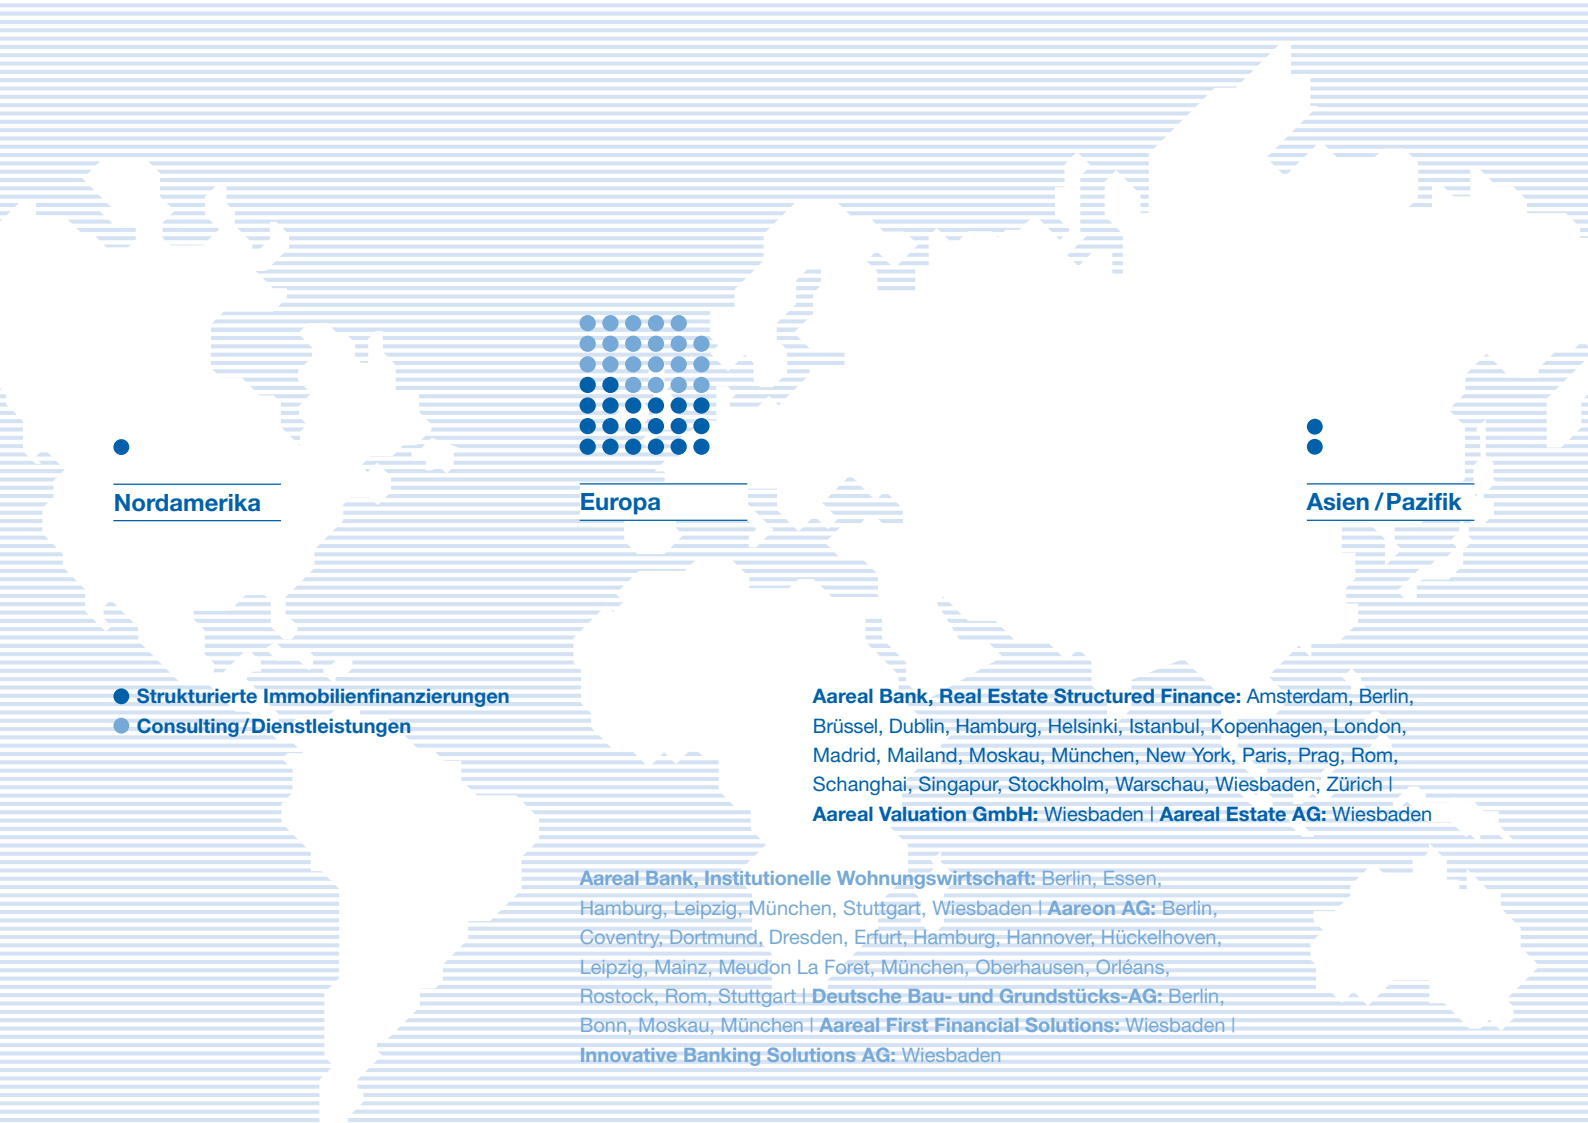 Nordamerika
Europa
Asien / Pazifik
Strukturierte Immobilienfinanzierungen
Consulting / Dienstleistungen
Aareal Bank, Real Estate Structured Finance: Amsterdam, Berlin,
Brüssel, Dublin, Hamburg, Helsinki, Istanbul, Kopenhagen, London,
Madrid, Mailand, Moskau, München, New York, Paris, Prag, Rom,
Schanghai, Singapur, Stockholm, Warschau, Wiesbaden, Zürich |
Aareal Valuation GmbH: Wiesbaden | Aareal Estate AG: Wiesbaden
Aareal Bank, Institutionelle Wohnungswirtschaft: Berlin, Essen,
Hamburg, Leipzig, München, Stuttgart, Wiesbaden | Aareon AG: Berlin,
Coventry, Dortmund, Dresden, Erfurt, Hamburg, Hannover, Hückelhoven,
Leipzig, Mainz, Meudon La Foret, München, Oberhausen, Orléans,
Rostock, Rom, Stuttgart | Deutsche Bau- und Grundstücks-AG: Berlin,
Bonn, Moskau, München | Aareal First Financial Solutions: Wiesbaden |
Innovative Banking Solutions AG: Wiesbaden